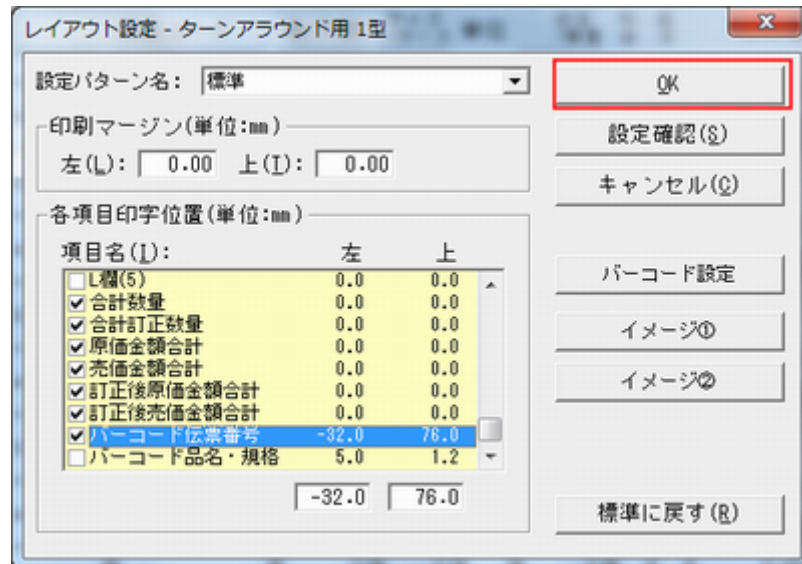 レイアウト設定 - ターンアラウンド用 1型
設定パターン名: 標準
OK
印刷マージン(単位:mm)
設定確認(S)
左(L): 0.00 上(T): 0.00
キャンセル(C)
各項目印字位置(単位:mm)
項目名(I): 左 上
バーコード設定
L欄(5) 0.0 0.0
合計数量 0.0 0.0
合計訂正数量 0.0 0.0
イメージ①
原価金額合計 0.0 0.0
売価金額合計 0.0 0.0
イメージ②
訂正後原価金額合計 0.0 0.0
訂正後売価金額合計 0.0 0.0
バーコード伝票番号 -32.0 76.0
バーコード品名・規格 5.0 1.2
-32.0 76.0
標準に戻す(R)